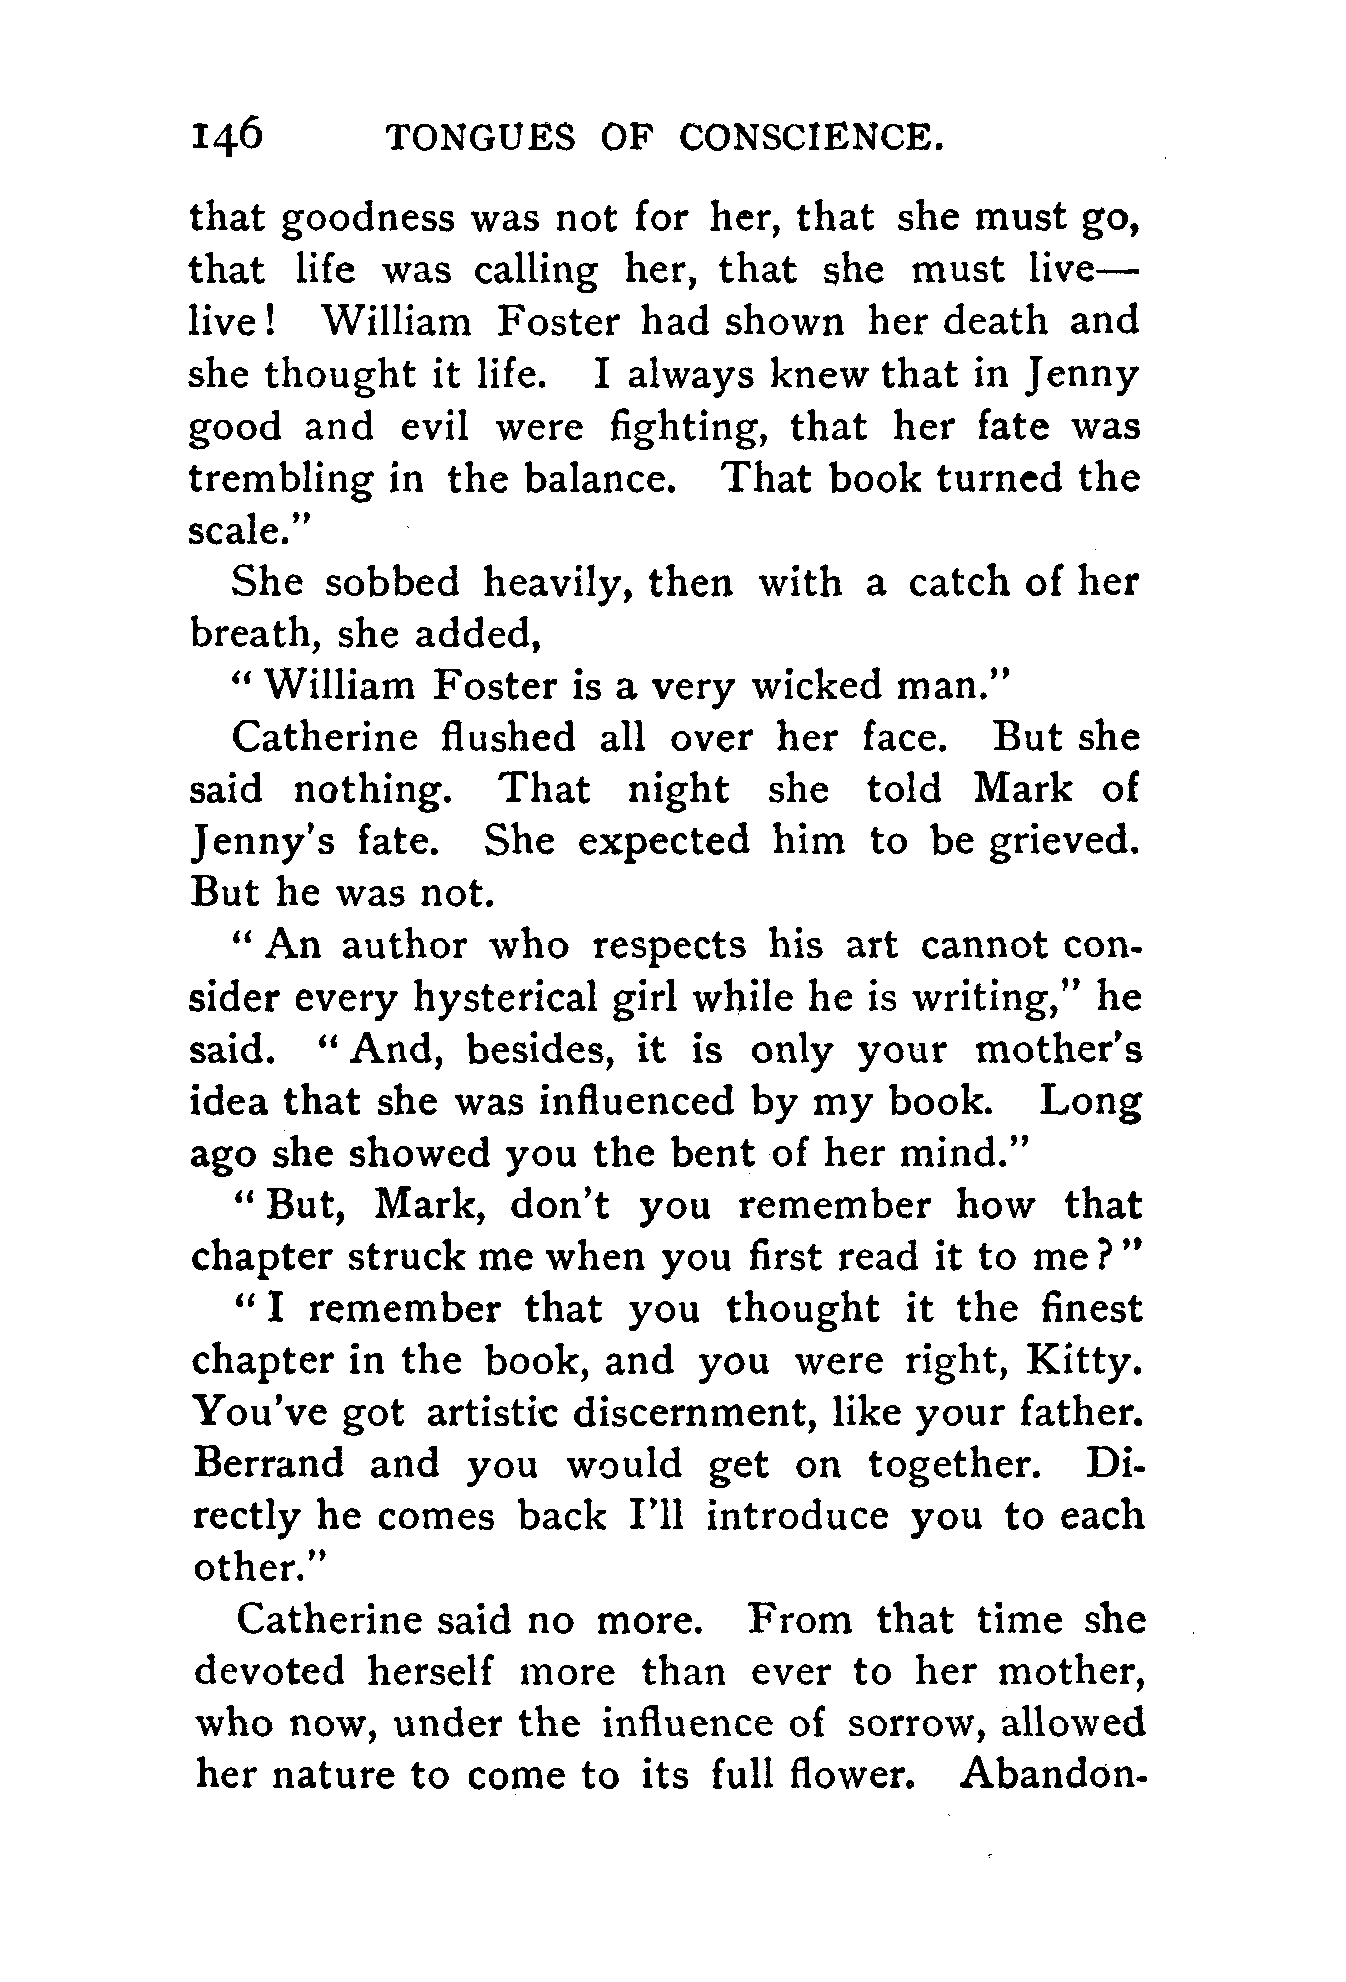 146 TONGUES OF CONSCIENCE.
that goodness was not for her, that she must go,
that life was calling her, that she must live—
live! William Foster had shown her death and
she thought it life. I always knew that in Jenny
good and evil were fighting, that her fate was
trembling in the balance. That book turned the
scale."
She sobbed heavily, then with a catch of her
breath, she added,
"William Foster is a very wicked man."
Catherine flushed all over her face. But she
said nothing. That night she told Mark of
Jenny's fate. She expected him to be grieved.
But he was not.
"An author who respects his art cannot con-
sider every hysterical girl while he is writing," he
said. "And, besides, it is only your mother's
idea that she was influenced by my book. Long
ago she showed you the bent of her mind."
"But, Mark, don't you remember how that
chapter struck me when you first read it to me?"
"I remember that you thought it the finest
chapter in the book, and you were right, Kitty.
You've got artistic discernment, like your father.
Berrand and you would get on together. Di-
rectly he comes back I'll introduce you to each
other."
Catherine said no more. From that time she
devoted herself more than ever to her mother,
who now, under the influence of sorrow, allowed
her nature to come to its full flower. Abandon-